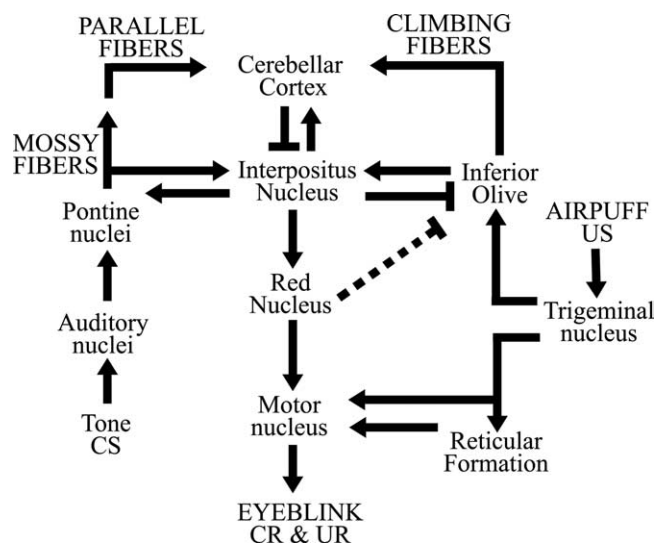 PARALLEL
FIBERS
CLIMBING
FIBERS
Cerebellar
Cortex
MOSSY
FIBERS
Interpositus
Nucleus
Inferior
Olive
Pontine
nuclei
AIRPUFF
US
Red
Nucleus
Auditory
nuclei
Trigeminal
nucleus
Tone
CS
Motor
nucleus
Reticular
Formation
EYEBLINK
CR & UR